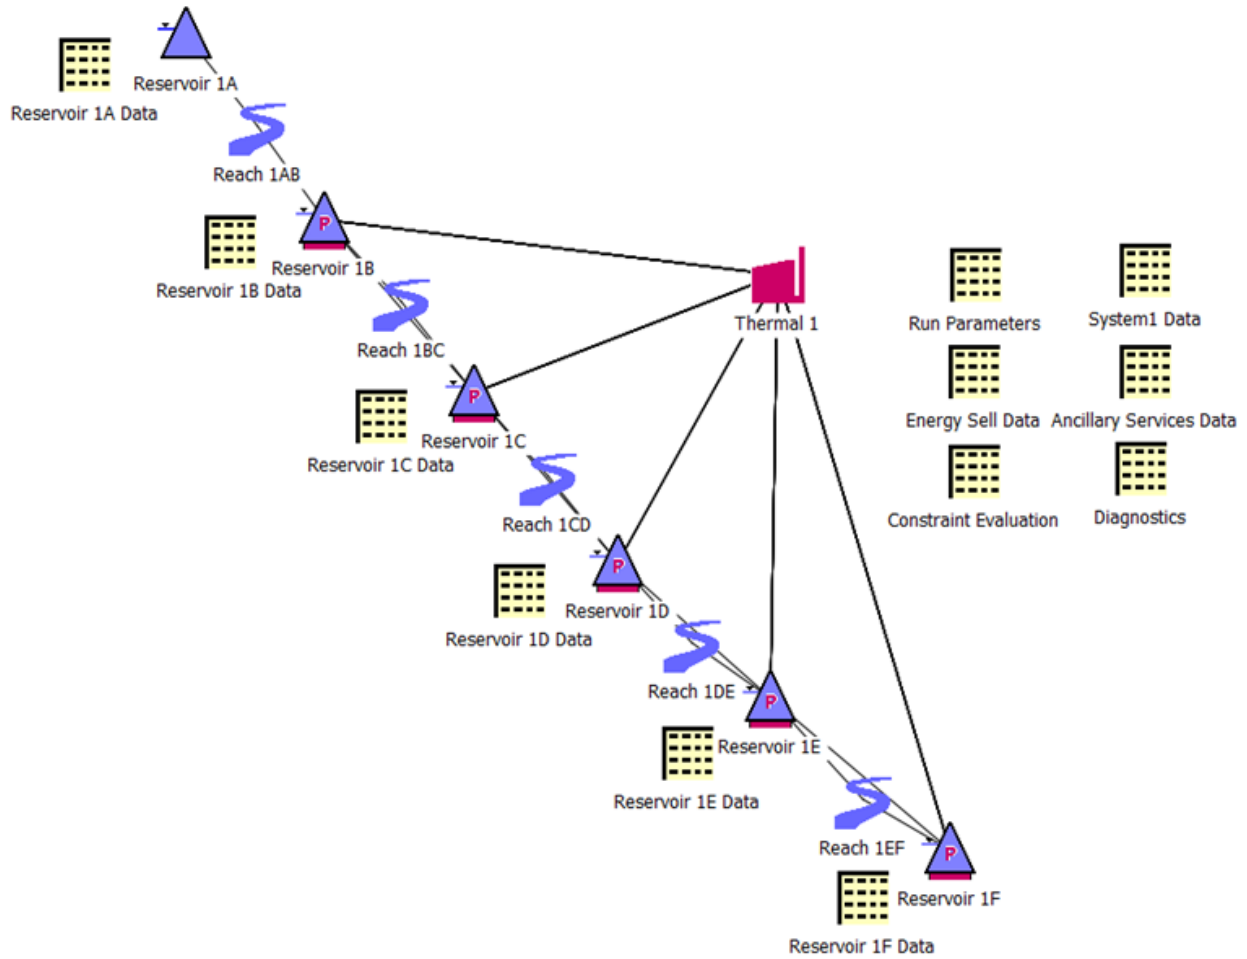 Reservoir 1A
Reservoir 1A Data
Reach 1AB
P
Reservoir 1B
Reservoir 1B Data
Thermal 1
Run Parameters
System1 Data
Reach 1BC
P
Energy Sell Data
Ancillary Services Data
Reservoir 1C
Reservoir 1C Data
Constraint Evaluation
Diagnostics
Reach 1CD
P
Reservoir 1D
Reservoir 1D Data
Reach 1DE
P
Reservoir 1E
Reservoir 1E Data
Reach 1EF
P
Reservoir 1F
Reservoir 1F Data